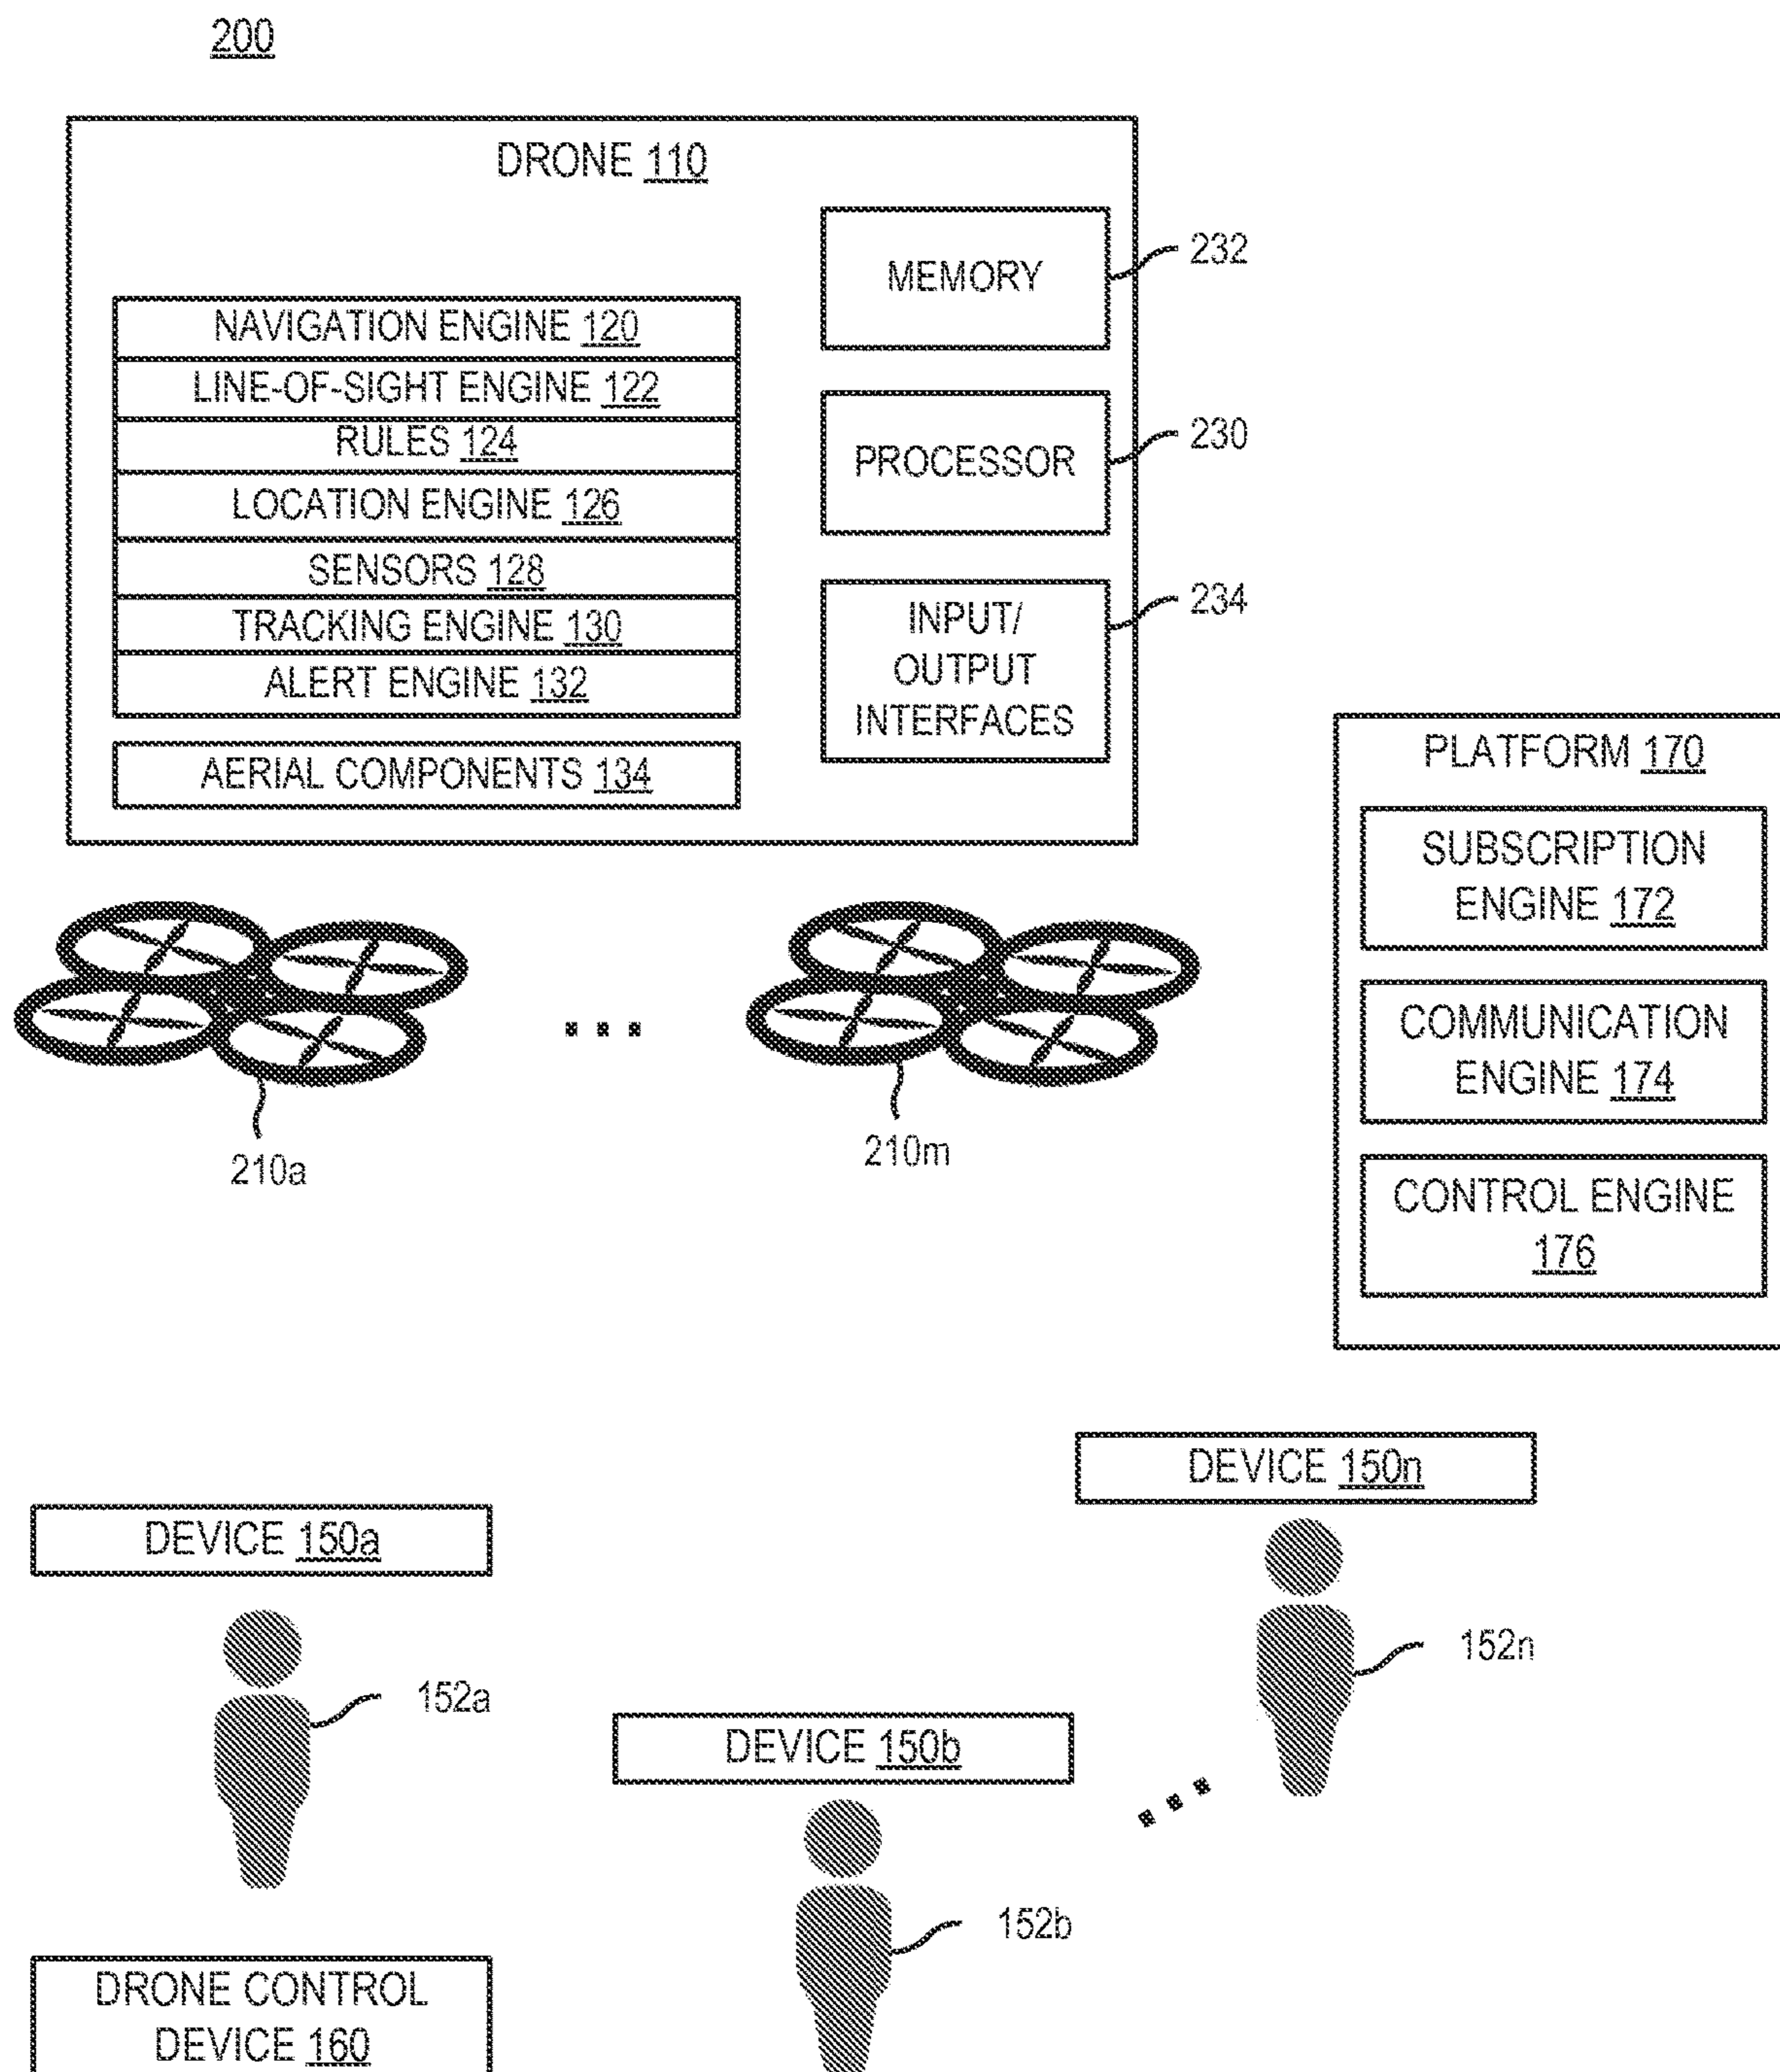 200
DRONE 110
MEMORY
232
NAVIGATION ENGINE 120
LINE-OF-SIGHT ENGINE 122
RULES 124
LOCATION ENGINE 126
SENSORS 128
TRACKING ENGINE 130
ALERT ENGINE 132
AERIAL COMPONENTS 134
PROCESSOR
230
INPUT/
OUTPUT
INTERFACES
234
PLATFORM 170
SUBSCRIPTION
ENGINE 172
COMMUNICATION
ENGINE 174
CONTROL ENGINE
176
210a
...
210m
DEVICE 150n
152n
DEVICE 150a
152a
DEVICE 150b
152b
...
DRONE CONTROL
DEVICE 160